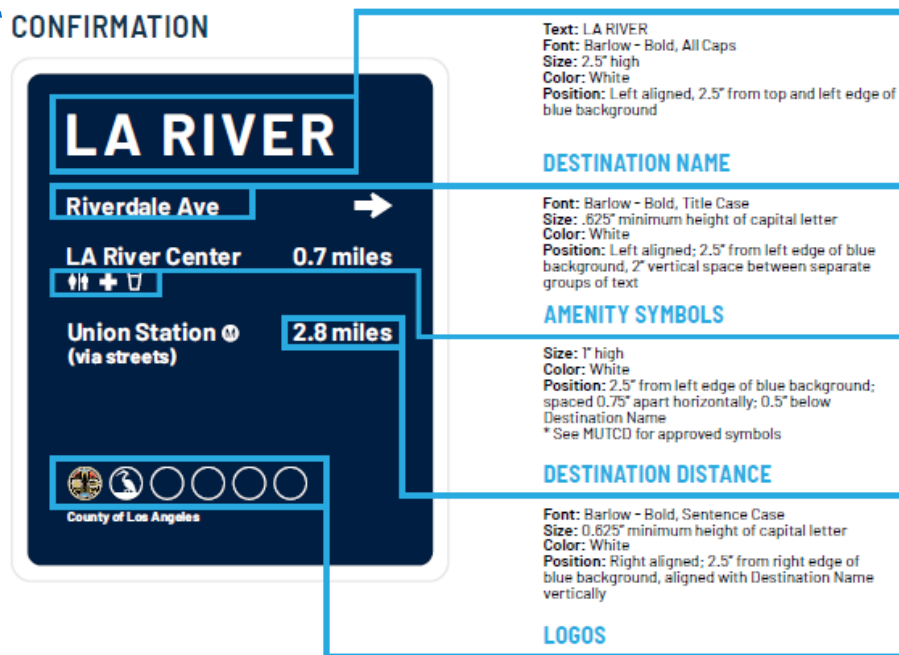 CONFIRMATION
LA RIVER
Riverdale Ave
LA River Center 0.7 miles
Union Station M 2.8 miles
(via streets)
County of Los Angeles
Text: LA RIVER
Font: Barlow - Bold, All Caps
Size: 2.5" high
Color: White
Position: Left aligned, 2.5" from top and left edge of
blue background
DESTINATION NAME
Font: Barlow - Bold, Title Case
Size: .625" minimum height of capital letter
Color: White
Position: Left aligned; 2.5" from left edge of blue
background, 2" vertical space between separate
groups of text
AMENITY SYMBOLS
Size: 1" high
Color: White
Position: 2.5" from left edge of blue background;
spaced 0.75" apart horizontally; 0.5" below
Destination Name
* See MUTCD for approved symbols
DESTINATION DISTANCE
Font: Barlow - Bold, Sentence Case
Size: 0.625" minimum height of capital letter
Color: White
Position: Right aligned; 2.5" from right edge of
blue background, aligned with Destination Name
vertically
LOGOS